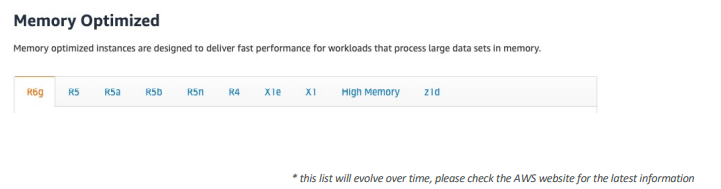 Memory Optimized
Memory optimized instances are designed to deliver fast performance for workloads that process large data sets in memory.
R6g R5 R5a R5b R5n R4 X1e X1 High Memory z1d
* this list will evolve over time, please check the AWS website for the latest information